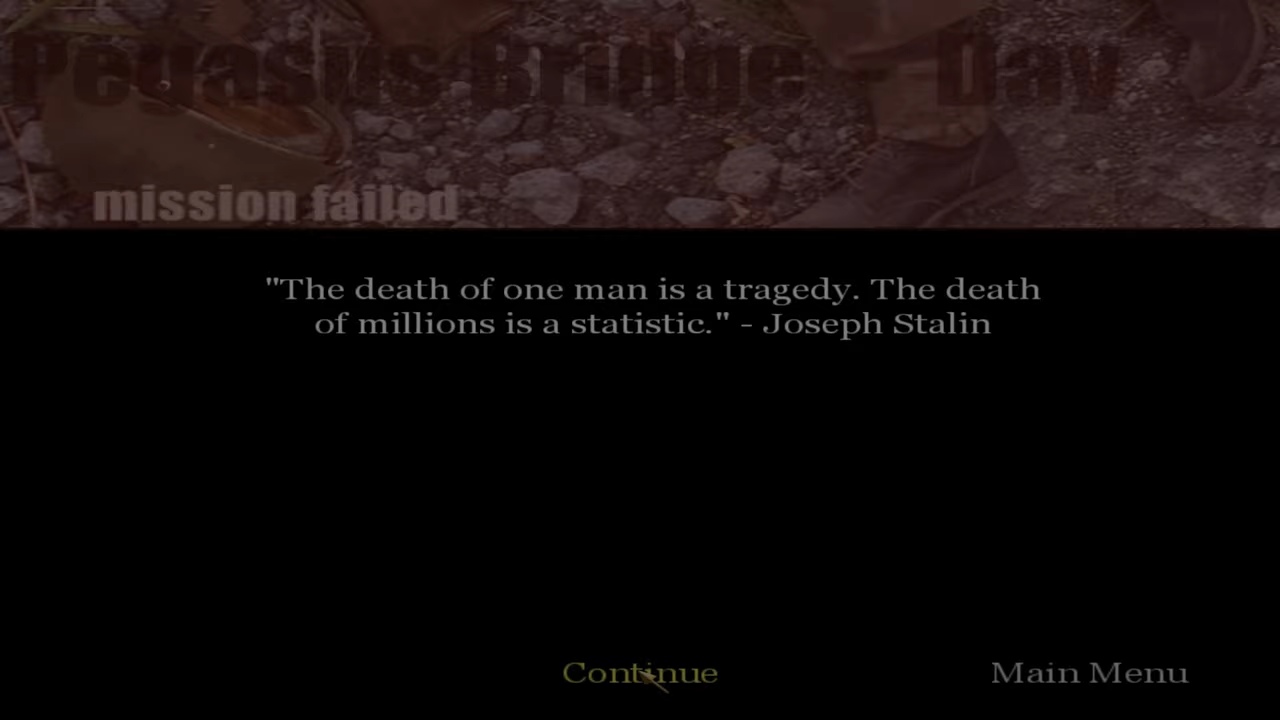 Pegasus Bridge - Day
mission failed
"The death of one man is a tragedy. The death
of millions is a statistic." - Joseph Stalin
Continue
Main Menu